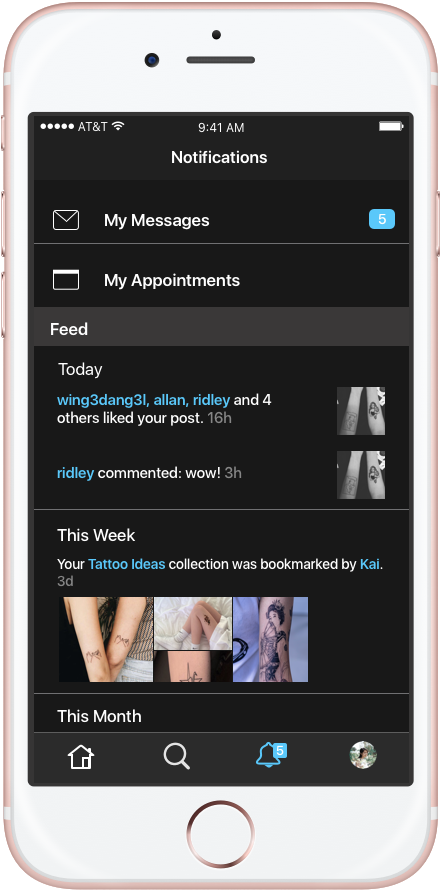 AT&T 9:41 AM
Notifications
My Messages 5
My Appointments
Feed
Today
wing3dang3l, allan, ridley and 4
others liked your post. 16h
ridley commented: wow! 3h
This Week
Your Tattoo Ideas collection was bookmarked by Kai.
3d
This Month
5